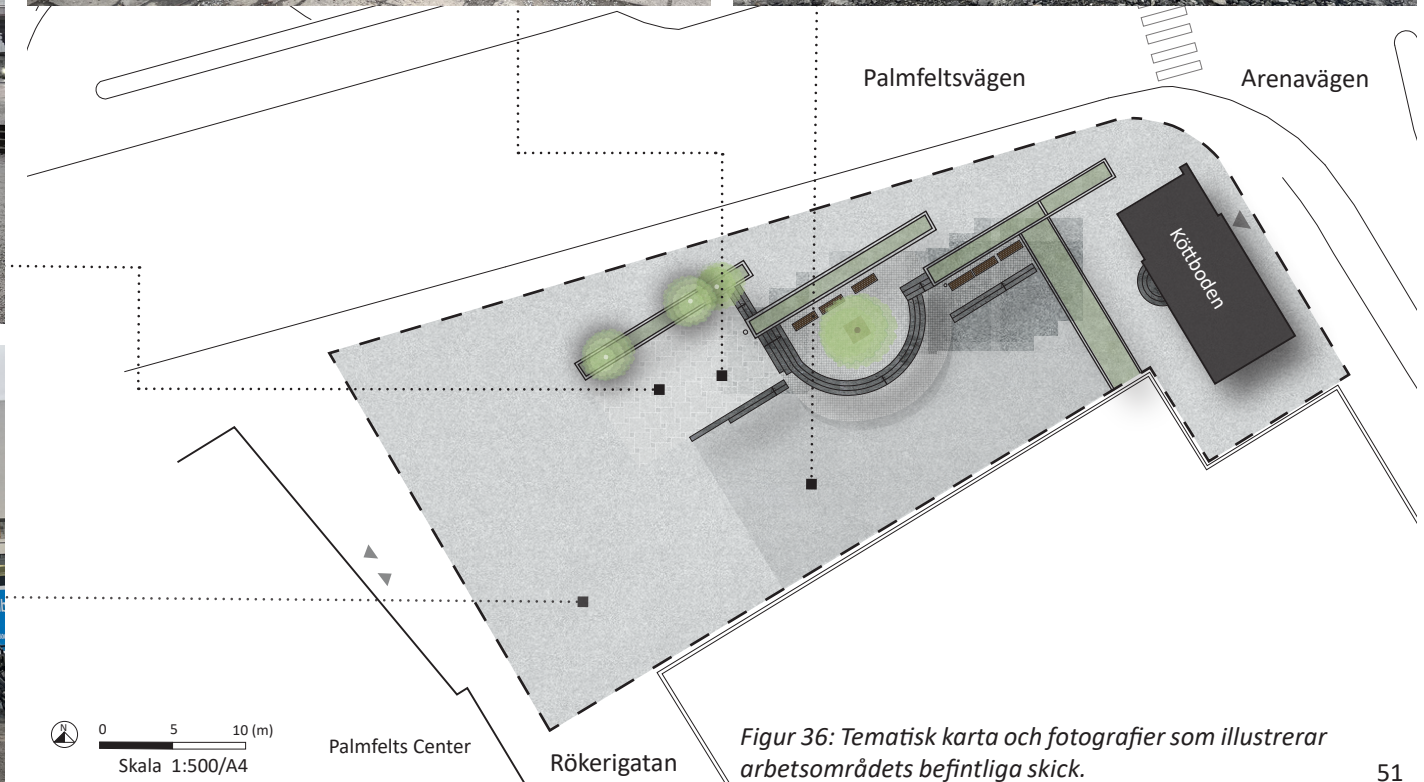 Palmfeltsvägen
Arenavägen
Köttboden
N
0 5 10 (m)
Skala 1:500/A4
Palmfelts Center
Rökerigatan
Figur 36: Tematisk karta och fotografier som illustrerar
arbetsområdets befintliga skick.
51